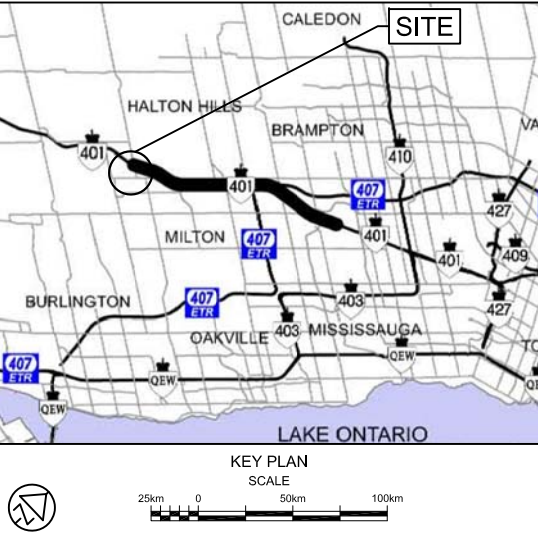 CALEDON
SITE
HALTON HILLS
BRAMPTON
VA
401
410
401
407
ETR
427
MILTON
407
ETR
401
401
409
BURLINGTON
407
ETR
403
427
OAKVILLE
403
MISSISSAUGA
TO
407
ETR
QEW
QEW
QEW
LAKE ONTARIO
KEY PLAN
SCALE
25km 0 50km 100km